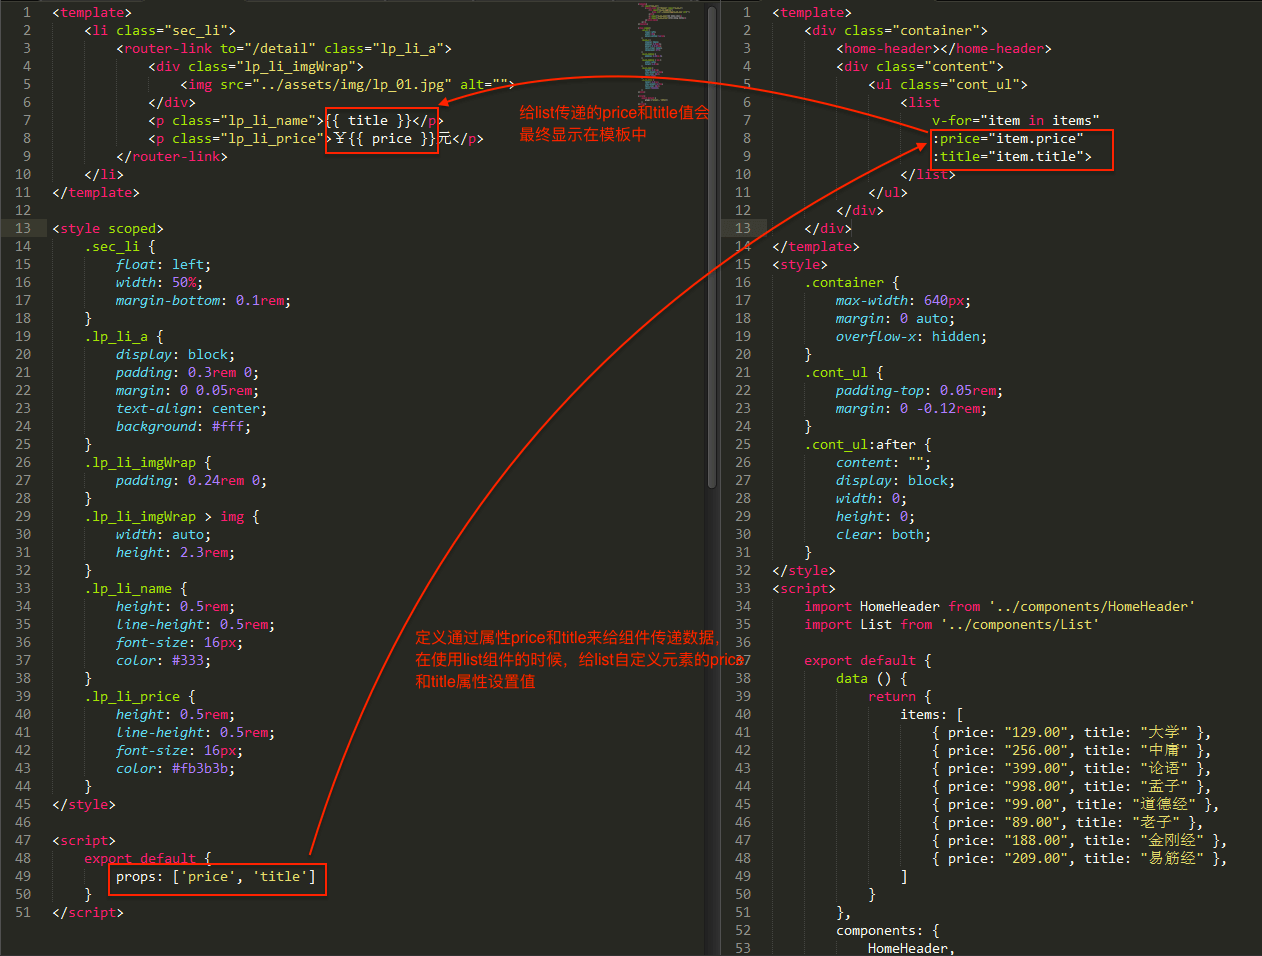 1 <template>
2 <li class="sec_li">
3 <router-link to="/detail" class="lp_li_a">
4 <div class="lp_li_imgWrap">
5 <img src="../assets/img/lp_01.jpg" alt="">
6 </div>
7 <p class="lp_li_name">{{ title }}</p>
8 <p class="lp_li_price">¥{{ price }}元</p>
9 </router-link>
10 </li>
11 </template>
12
13 <style scoped>
14 .sec_li {
15 float: left;
16 width: 50%;
17 margin-bottom: 0.1rem;
18 }
19 .lp_li_a {
20 display: block;
21 padding: 0.3rem 0;
22 margin: 0 0.05rem;
23 text-align: center;
24 background: #fff;
25 }
26 .lp_li_imgWrap {
27 padding: 0.24rem 0;
28 }
29 .lp_li_imgWrap > img {
30 width: auto;
31 height: 2.3rem;
32 }
33 .lp_li_name {
34 height: 0.5rem;
35 line-height: 0.5rem;
36 font-size: 16px;
37 color: #333;
38 }
39 .lp_li_price {
40 height: 0.5rem;
41 line-height: 0.5rem;
42 font-size: 16px;
43 color: #fb3b3b;
44 }
45 </style>
46
47 <script>
48 export default {
49 props: ['price', 'title']
50 }
51 </script>
给list传递的price和title值会
最终显示在模板中
定义通过属性price和title来给组件传递数据,
在使用list组件的时候，给list自定义元素的price
和title属性设置值
1 <template>
2 <div class="container">
3 <home-header></home-header>
4 <div class="content">
5 <ul class="cont_ul">
6 <list
7 v-for="item in items"
8 :price="item.price"
9 :title="item.title">
10 </list>
11 </ul>
12 </div>
13 </div>
14 </template>
15 <style>
16 .container {
17 max-width: 640px;
18 margin: 0 auto;
19 overflow-x: hidden;
20 }
21 .cont_ul {
22 padding-top: 0.05rem;
23 margin: 0 -0.12rem;
24 }
25 .cont_ul:after {
26 content: "";
27 display: block;
28 width: 0;
29 height: 0;
30 clear: both;
31 }
32 </style>
33 <script>
34 import HomeHeader from '../components/HomeHeader'
35 import List from '../components/List'
36
37 export default {
38 data () {
39 return {
40 items: [
41 { price: "129.00", title: "大学" },
42 { price: "256.00", title: "中庸" },
43 { price: "399.00", title: "论语" },
44 { price: "998.00", title: "孟子" },
45 { price: "99.00", title: "道德经" },
46 { price: "89.00", title: "老子" },
47 { price: "188.00", title: "金刚经" },
48 { price: "209.00", title: "易筋经" },
49 ]
50 }
51 },
52 components: {
53 HomeHeader,